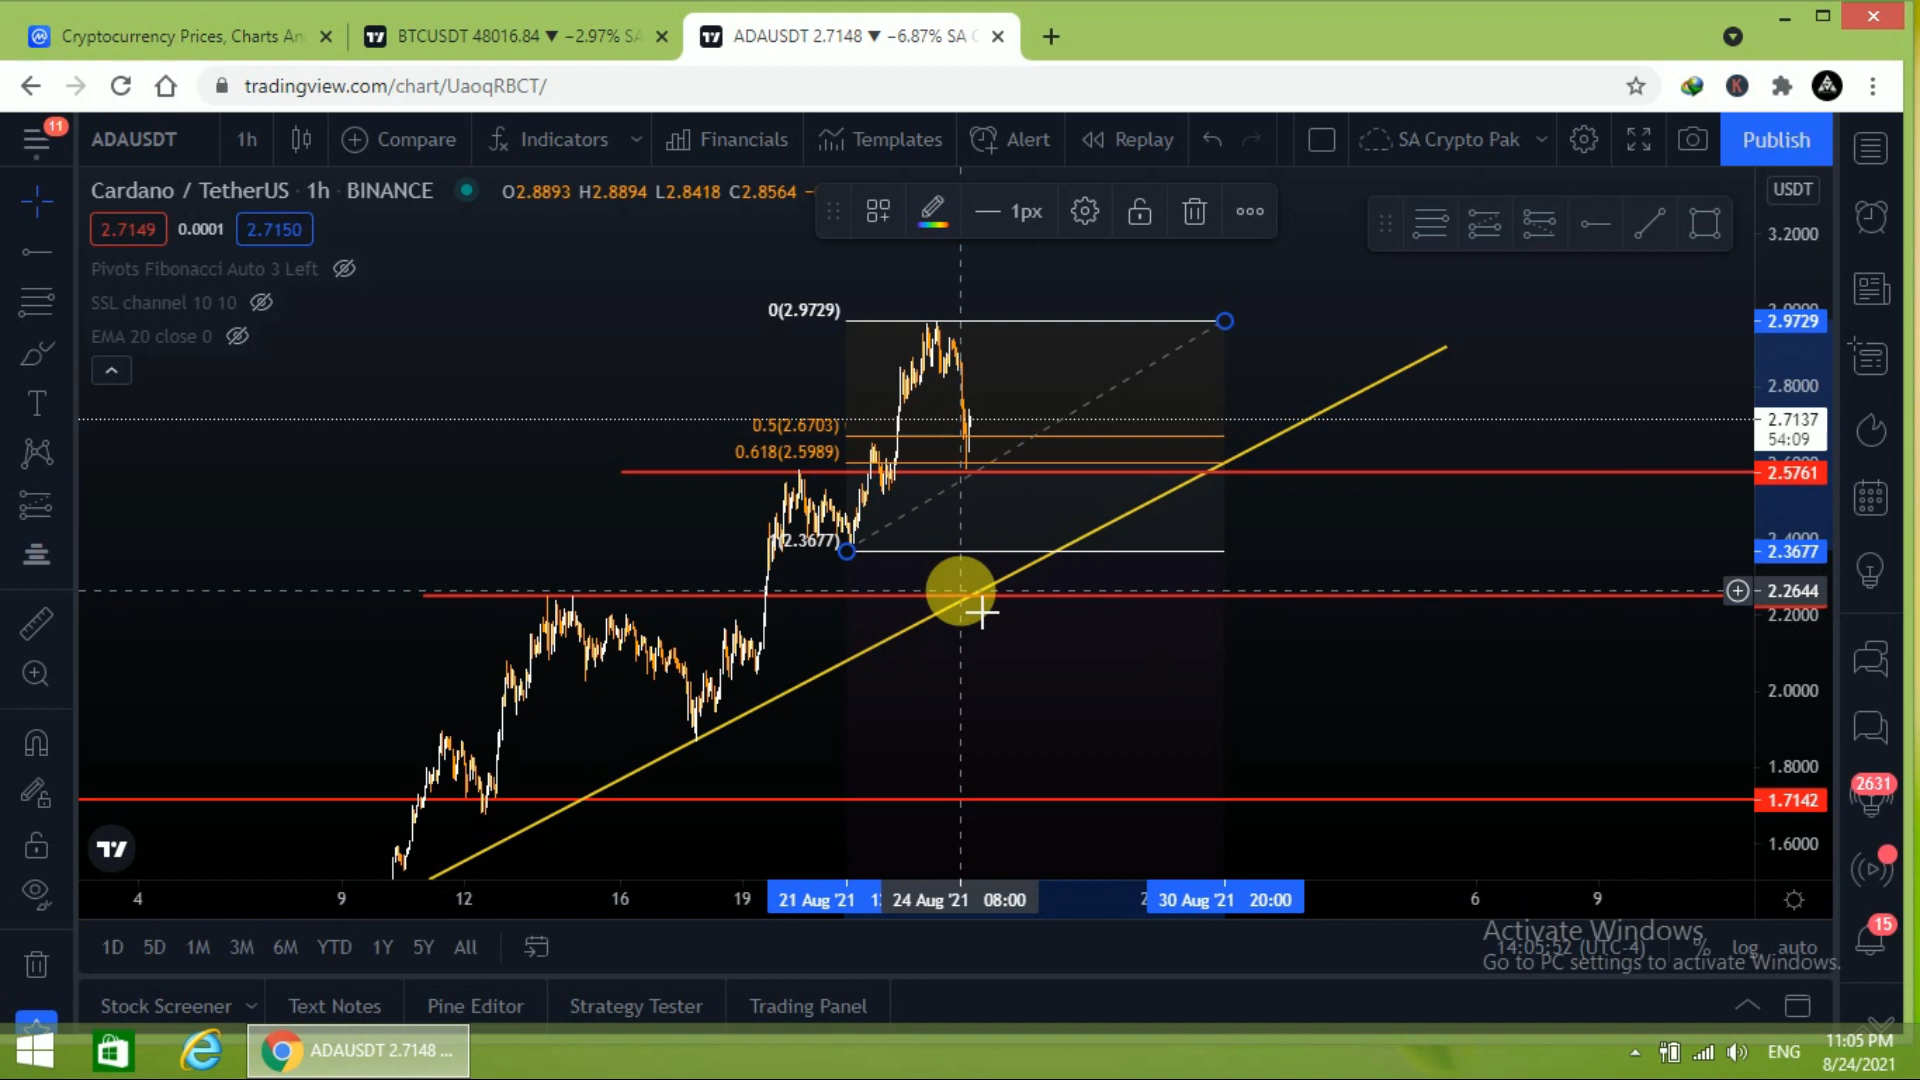 Cryptocurrency Prices, Charts An
BTCUSDT 48016.84 ▼ −2.97% SA
ADAUSDT 2.7148 ▼ −6.87% SA C
tradingview.com/chart/UaoqRBCT/
11
ADAUSDT 1h Compare Indicators Financials Templates Alert Replay SA Crypto Pak Publish
Cardano / TetherUS · 1h · BINANCE O2.8893 H2.8894 L2.8418 C2.8564 −
1px
USDT
2.7149 0.0001 2.7150
Pivots Fibonacci Auto 3 Left
SSL channel 10 10
EMA 20 close 0
3.2000
0(2.9729)
2.9729
2.8000
0.5(2.6703)
2.7137
54:09
0.618(2.5989)
2.5761
(2.3677)
2.3677
2.2644
2.2000
2.0000
1.8000
2631
1.7142
1.6000
4 9 12 16 19 21 Aug '21 24 Aug '21 08:00 2 30 Aug '21 20:00 6 9
15
1D 5D 1M 3M 6M YTD 1Y 5Y All
14:05:52 (UTC-4) % log auto
Activate Windows
Go to PC settings to activate Windows.
Stock Screener Text Notes Pine Editor Strategy Tester Trading Panel
ADAUSDT 2.7148 ...
ENG
11:05 PM
8/24/2021